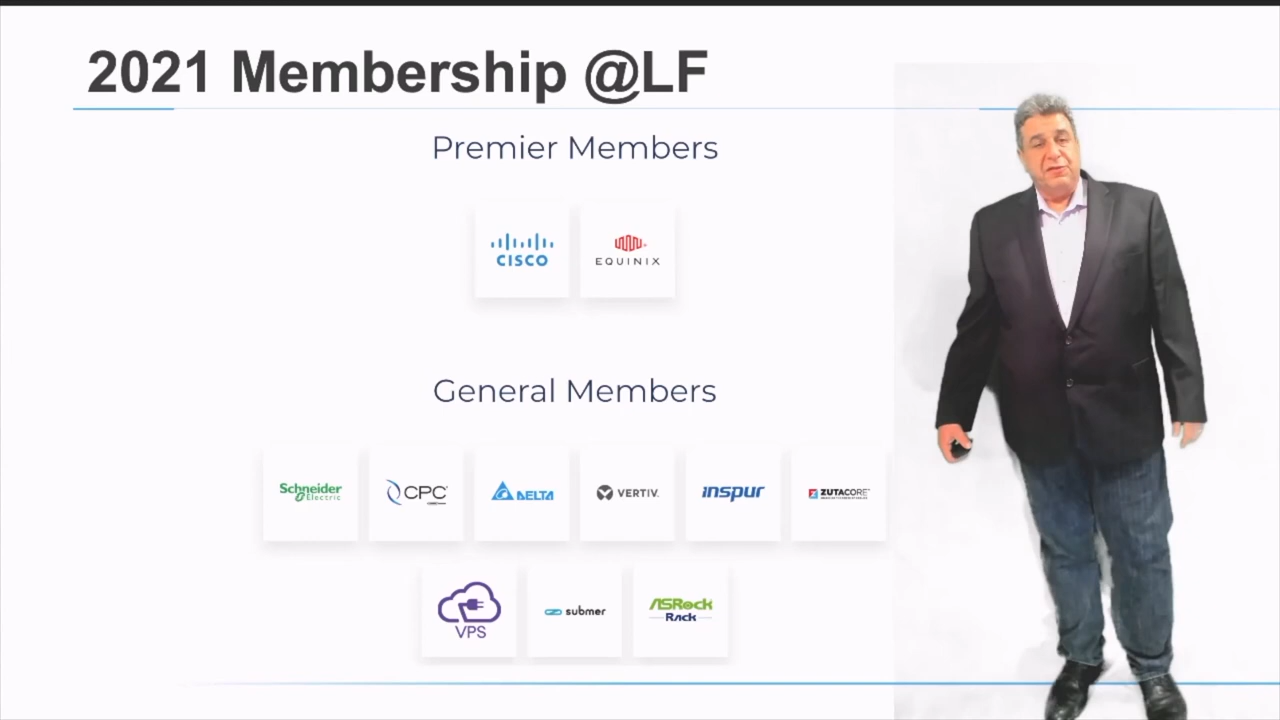 2021 Membership @LF
Premier Members
CISCO
EQUINIX
General Members
Schneider
Electric
CPC
DELTA
VERTIV
inspur
ZUTACORE
VPS
submer
ASRock
Rack